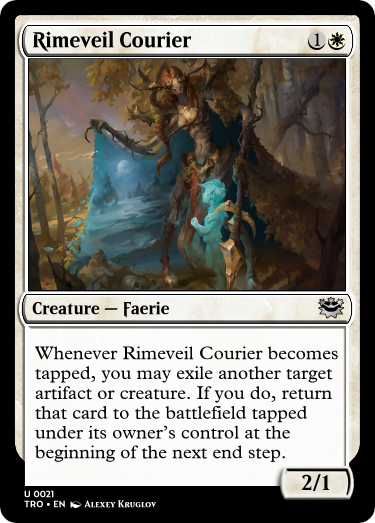 Rimeveil Courier 1
Creature — Faerie
Whenever Rimeveil Courier becomes
tapped, you may exile another target
artifact or creature. If you do, return
that card to the battlefield tapped
under its owner's control at the
beginning of the next end step.
2/1
U 0021
TRO • EN Alexey Kruglov